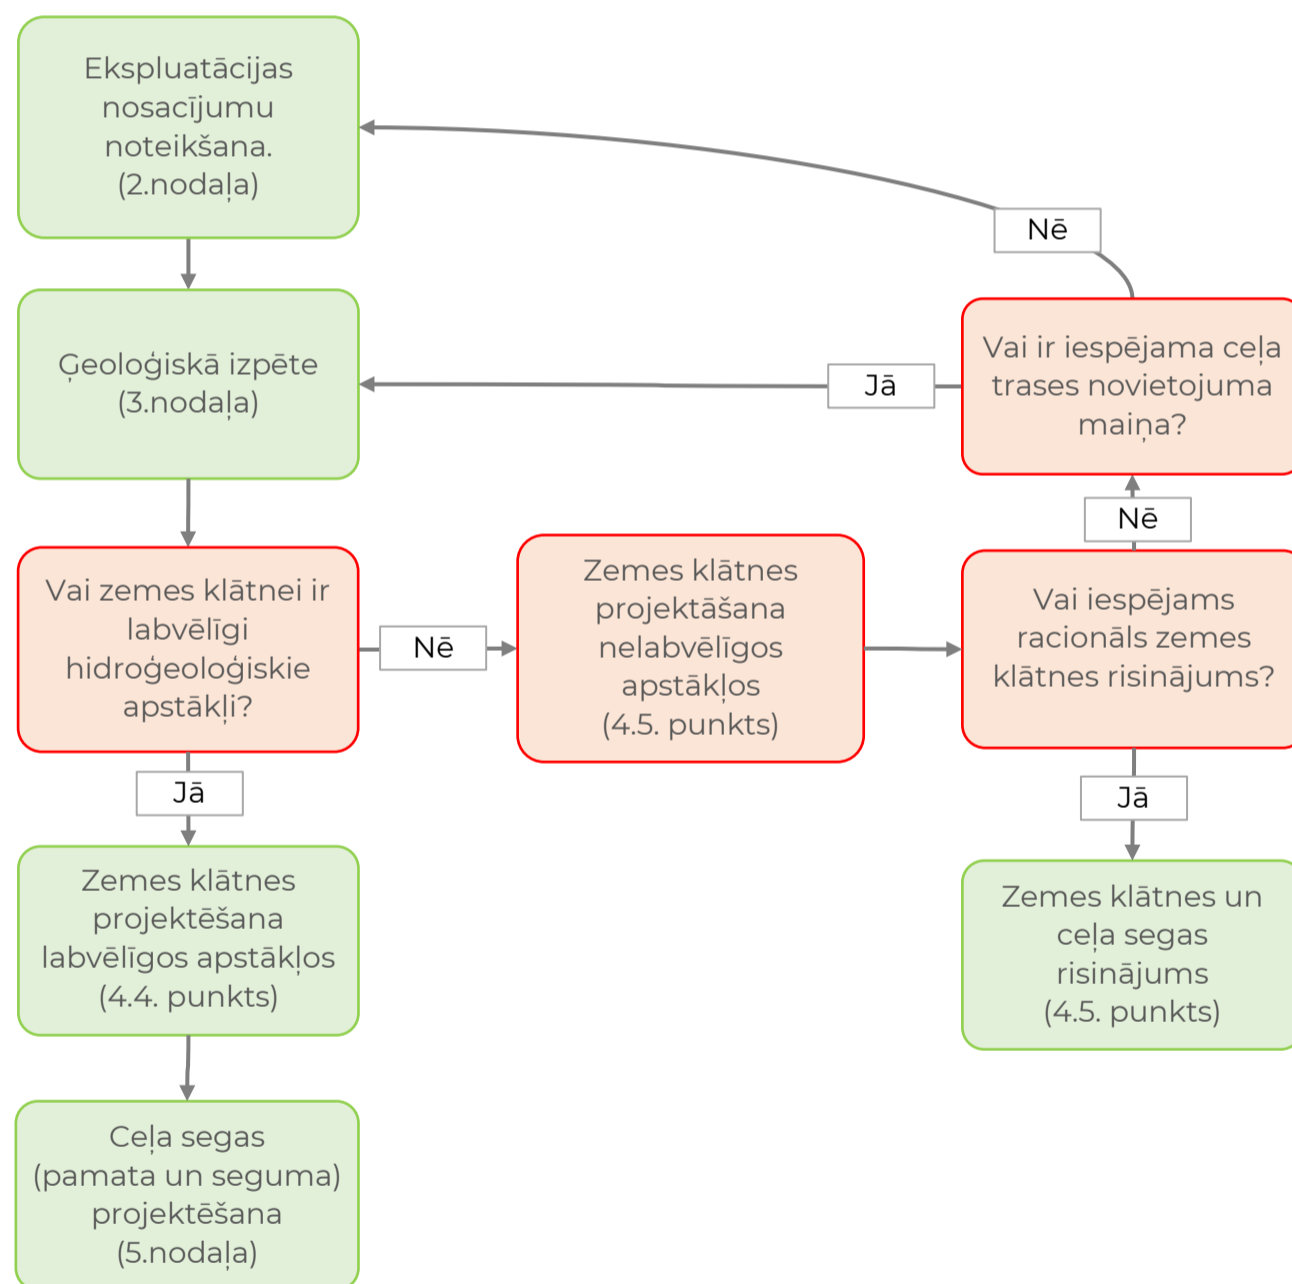 Ekspluatācijas
nosacījumu
noteikšana.
(2.nodaļa)
Nē
Ģeoloģiskā izpēte
(3.nodaļa)
Jā
Vai ir iespējama ceļa
trases novietojuma
maiņa?
Nē
Vai zemes klātnei ir
labvēlīgi
hidroģeoloģiskie
apstākļi?
Nē
Zemes klātnes
projektāšana
nelabvēlīgos
apstākļos
(4.5. punkts)
Vai iespējams
racionāls zemes
klātnes risinājums?
Jā
Jā
Zemes klātnes
projektēšana
labvēlīgos apstākļos
(4.4. punkts)
Zemes klātnes un
ceļa segas
risinājums
(4.5. punkts)
Ceļa segas
(pamata un seguma)
projektēšana
(5.nodaļa)